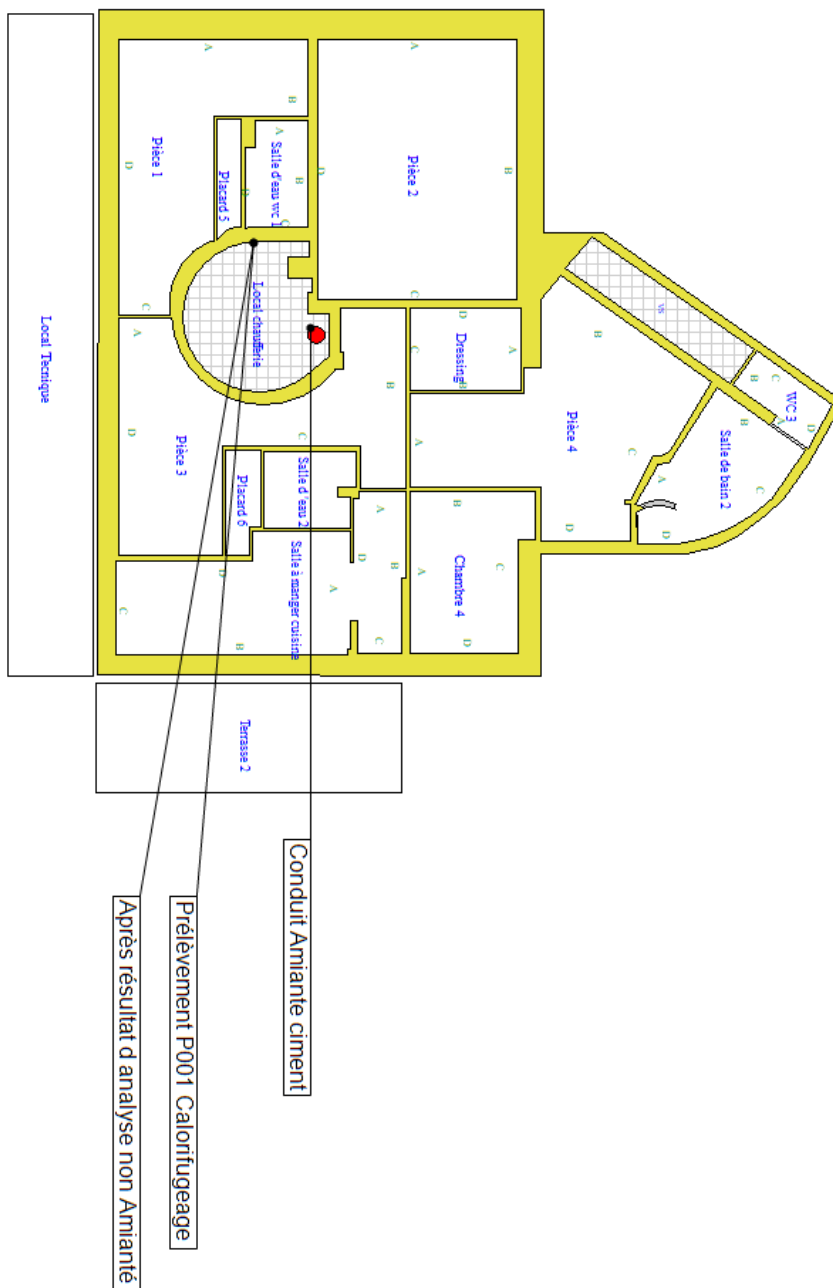 D
WC 3
A
C
C
B
B
Salle de bain 2
D
VS
A
C
B
Pièce 4
D
A
B
C
D
D
B
Dressing
B
Chambre 4
A
Pièce 2
C
C
A
A
B
B
A
C
D
A
D
C
Salle d'eau 2
B
Salle à manger cuisine
Conduit Amiante ciment
B
C
A
Salle d'eau wc 1
Local chaufferie
D
Placard 6
Terrasse 2
B
Placard 5
D
A
Pièce 3
Prélèvement P001 Calorifugeage
Pièce 1
C
A
D
D
C
Après résultat d analyse non Amianté
Local Tecnique